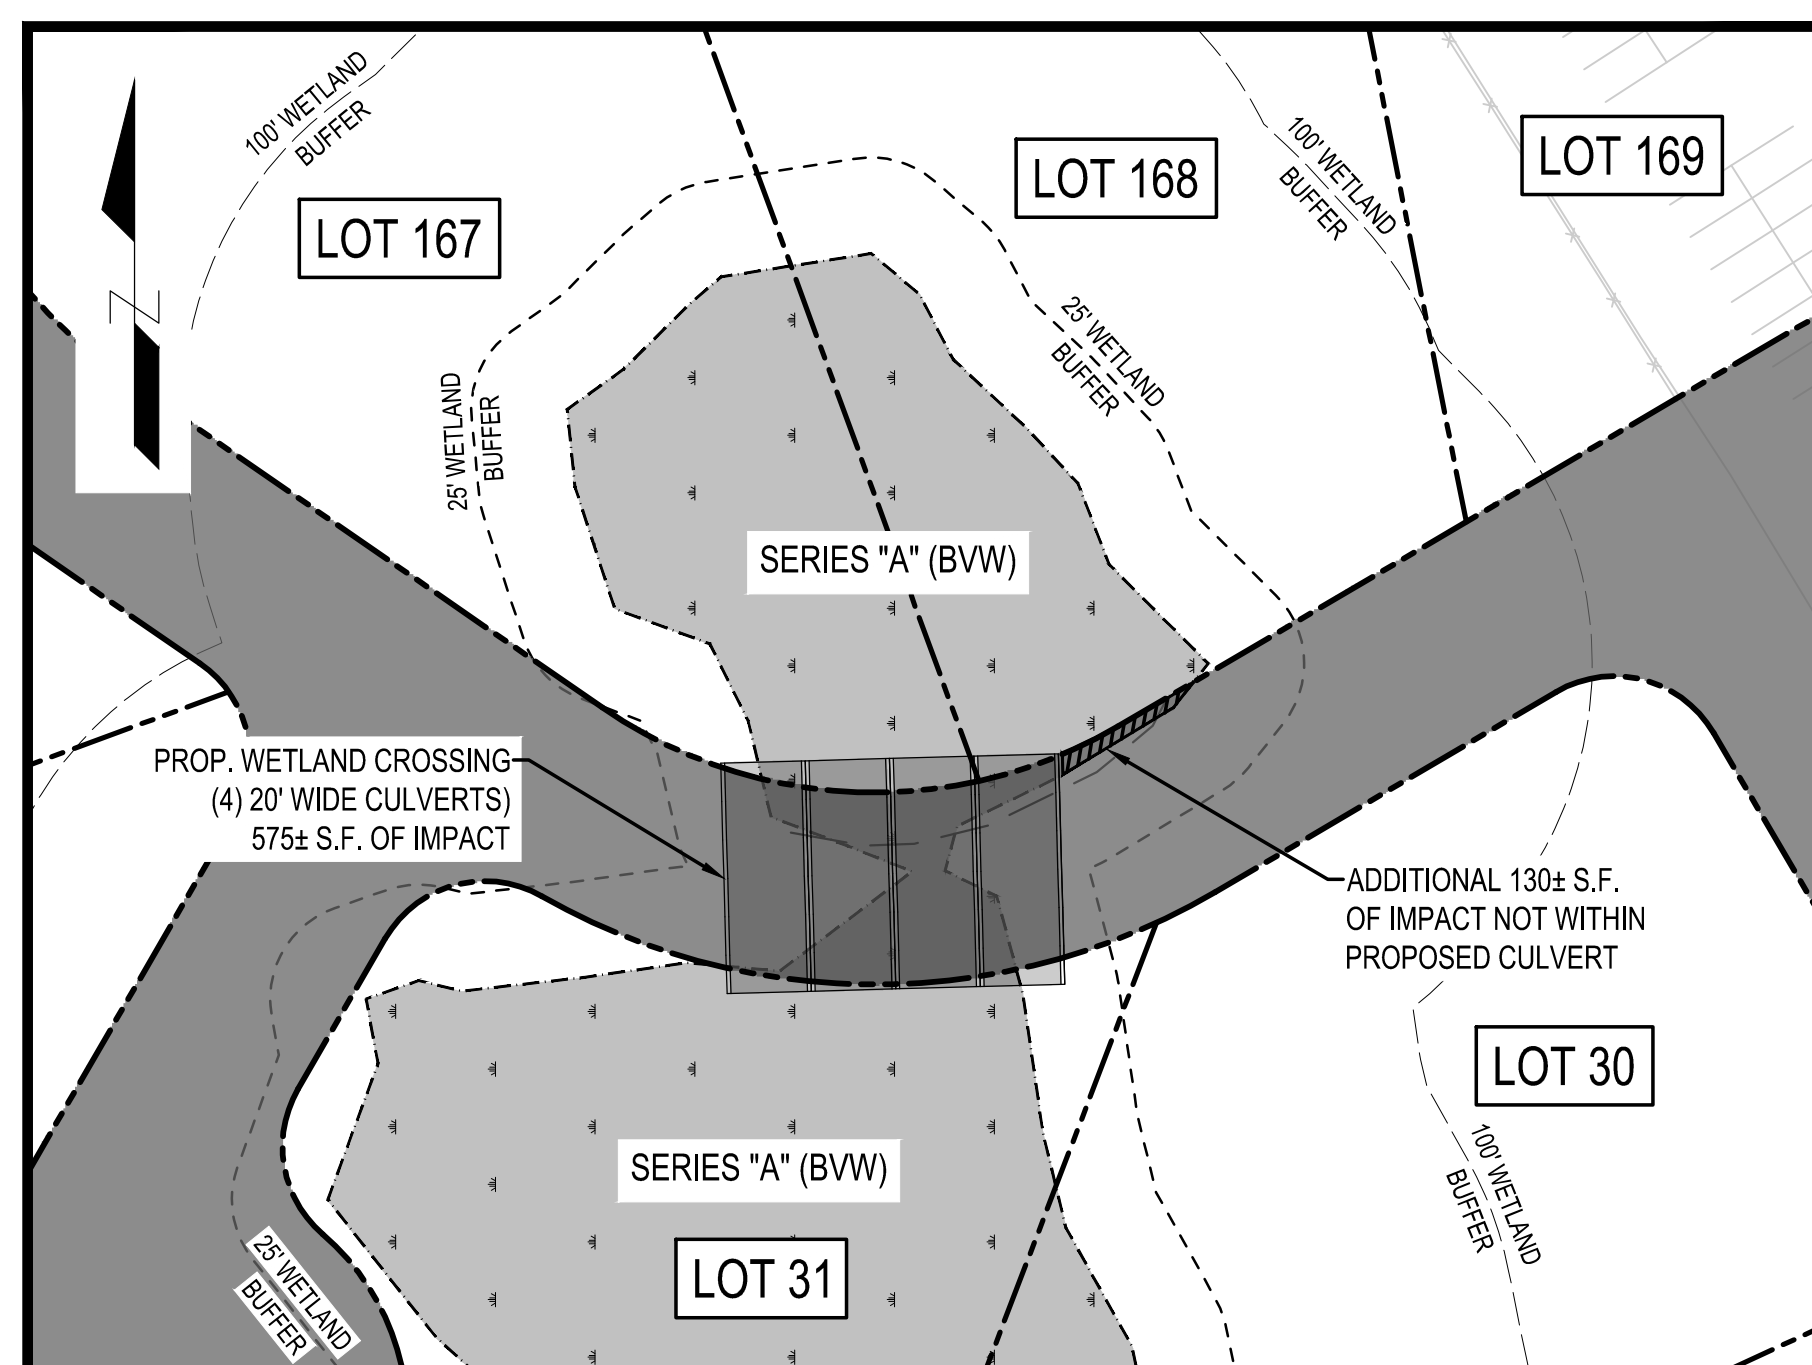 100' WETLAND
BUFFER
LOT 167
LOT 168
100' WETLAND
BUFFER
LOT 169
25' WETLAND
BUFFER
25' WETLAND
BUFFER
SERIES "A" (BVW)
PROP. WETLAND CROSSING
(4) 20' WIDE CULVERTS)
575± S.F. OF IMPACT
ADDITIONAL 130± S.F.
OF IMPACT NOT WITHIN
PROPOSED CULVERT
LOT 30
SERIES "A" (BVW)
100' WETLAND
BUFFER
LOT 31
25' WETLAND
BUFFER